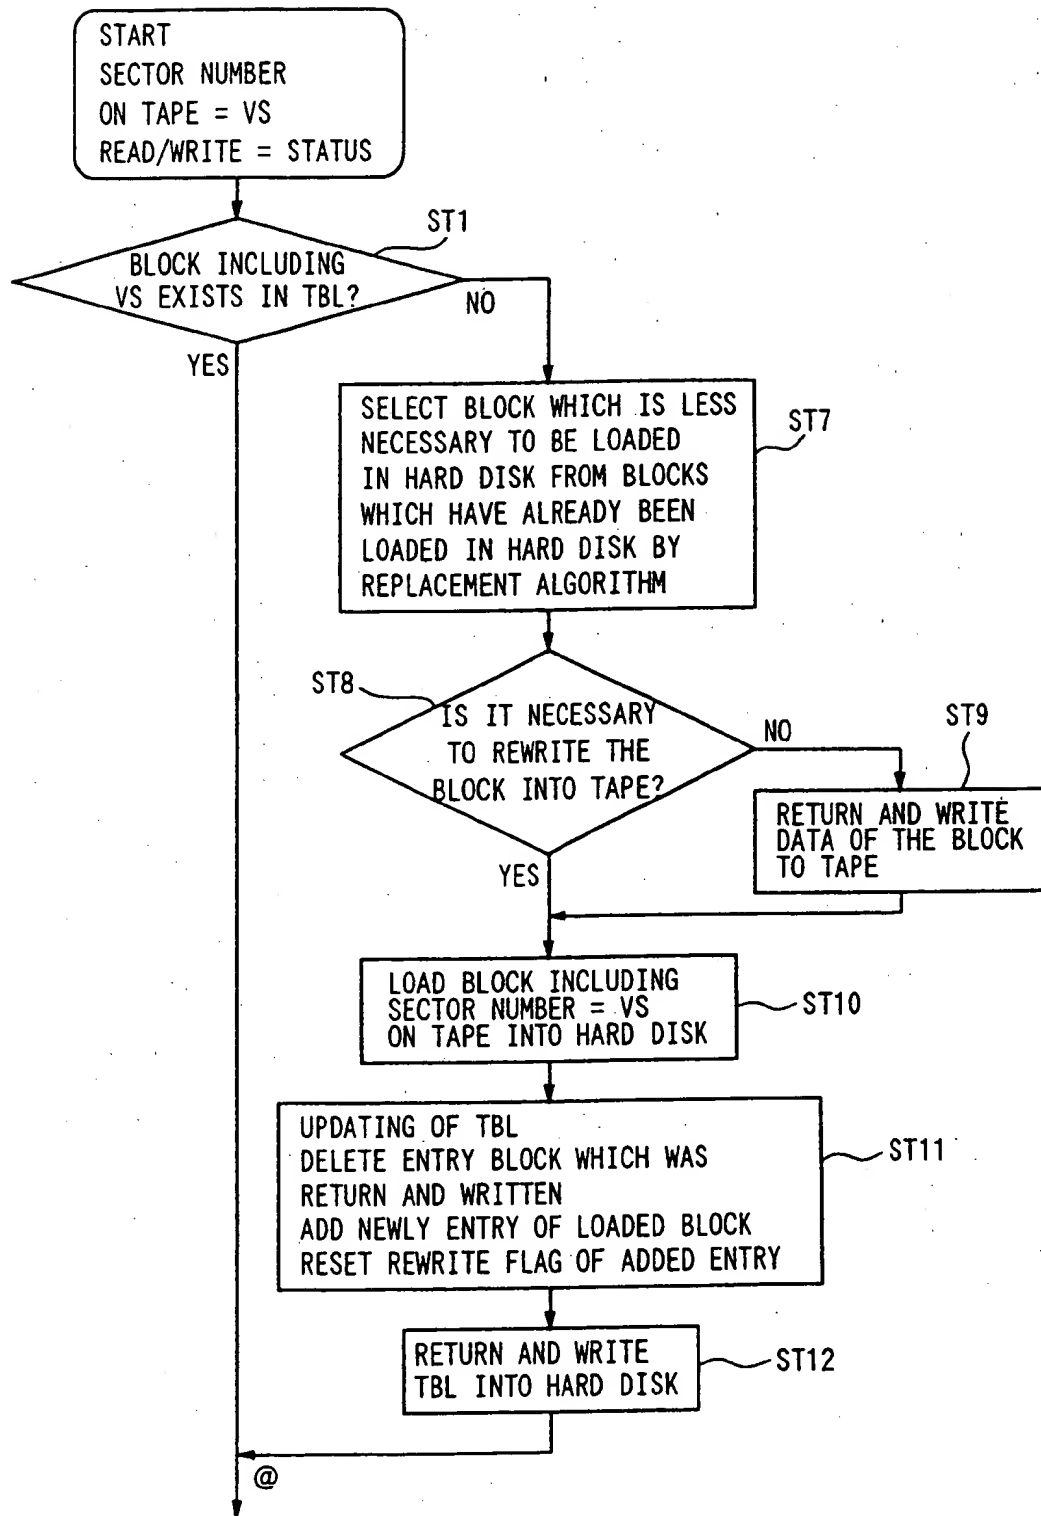 START
SECTOR NUMBER
ON TAPE = VS
READ/WRITE = STATUS
ST1
BLOCK INCLUDING
VS EXISTS IN TBL?
NO
YES
SELECT BLOCK WHICH IS LESS
NECESSARY TO BE LOADED
IN HARD DISK FROM BLOCKS
WHICH HAVE ALREADY BEEN
LOADED IN HARD DISK BY
REPLACEMENT ALGORITHM
ST7
ST8
IS IT NECESSARY
TO REWRITE THE
BLOCK INTO TAPE?
NO
ST9
RETURN AND WRITE
DATA OF THE BLOCK
TO TAPE
YES
LOAD BLOCK INCLUDING
SECTOR NUMBER = VS
ON TAPE INTO HARD DISK
ST10
UPDATING OF TBL
DELETE ENTRY BLOCK WHICH WAS
RETURN AND WRITTEN
ADD NEWLY ENTRY OF LOADED BLOCK
RESET REWRITE FLAG OF ADDED ENTRY
ST11
RETURN AND WRITE
TBL INTO HARD DISK
ST12
@